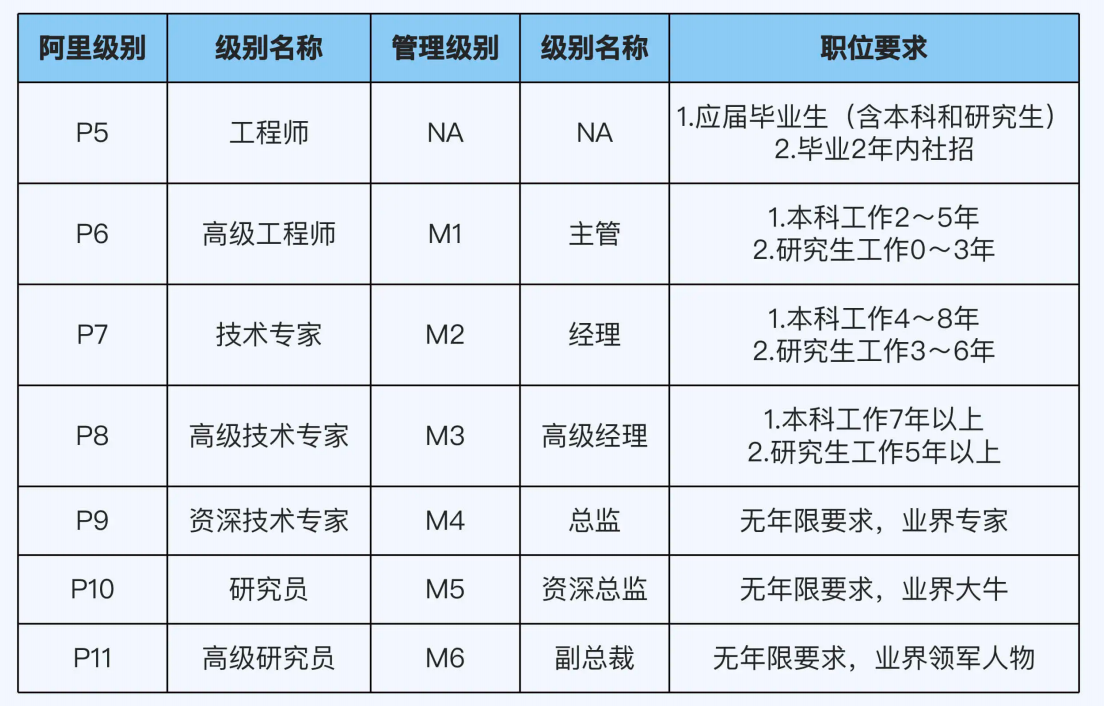 阿里级别 级别名称 管理级别 级别名称 职位要求
P5 工程师 NA NA 1.应届毕业生（含本科和研究生）
2.毕业2年内社招
P6 高级工程师 M1 主管 1.本科工作2～5年
2.研究生工作0～3年
P7 技术专家 M2 经理 1.本科工作4～8年
2.研究生工作3～6年
P8 高级技术专家 M3 高级经理 1.本科工作7年以上
2.研究生工作5年以上
P9 资深技术专家 M4 总监 无年限要求，业界专家
P10 研究员 M5 资深总监 无年限要求，业界大牛
P11 高级研究员 M6 副总裁 无年限要求，业界领军人物